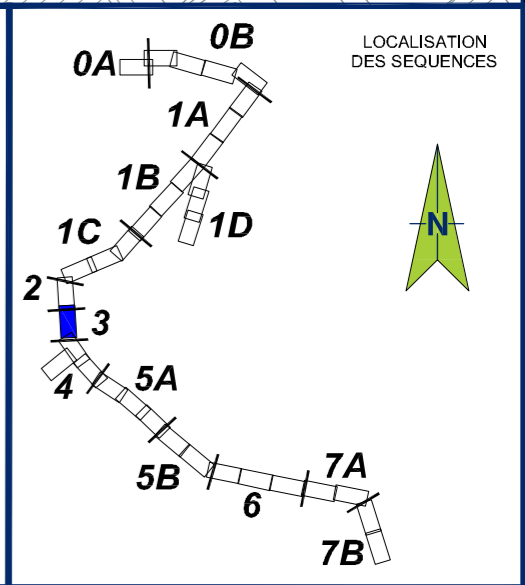 0B
LOCALISATION
DES SEQUENCES
0A
1A
1B
1D
N
1C
2
3
4
5A
5B
7A
6
7B